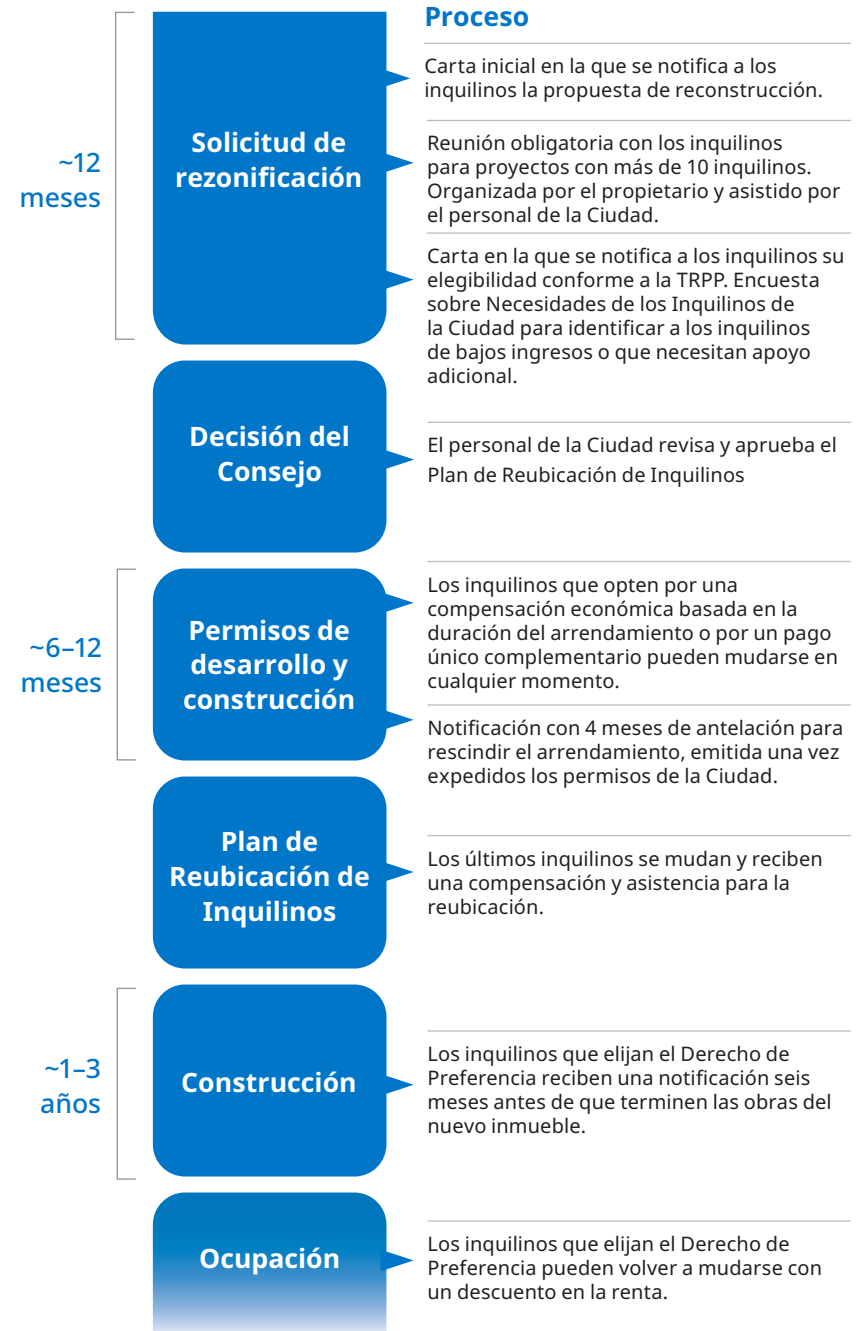 Proceso
~12
meses
Solicitud de
rezonificación
Carta inicial en la que se notifica a los
inquilinos la propuesta de reconstrucción.
Reunión obligatoria con los inquilinos
para proyectos con más de 10 inquilinos.
Organizada por el propietario y asistido por
el personal de la Ciudad.
Carta en la que se notifica a los inquilinos su
elegibilidad conforme a la TRPP. Encuesta
sobre Necesidades de los Inquilinos de
la Ciudad para identificar a los inquilinos
de bajos ingresos o que necesitan apoyo
adicional.
Decisión del
Consejo
El personal de la Ciudad revisa y aprueba el
Plan de Reubicación de Inquilinos
~6–12
meses
Permisos de
desarrollo y
construcción
Los inquilinos que opten por una
compensación económica basada en la
duración del arrendamiento o por un pago
único complementario pueden mudarse en
cualquier momento.
Notificación con 4 meses de antelación para
rescindir el arrendamiento, emitida una vez
expedidos los permisos de la Ciudad.
Plan de
Reubicación de
Inquilinos
Los últimos inquilinos se mudan y reciben
una compensación y asistencia para la
reubicación.
~1–3
años
Construcción
Los inquilinos que elijan el Derecho de
Preferencia reciben una notificación seis
meses antes de que terminen las obras del
nuevo inmueble.
Ocupación
Los inquilinos que elijan el Derecho de
Preferencia pueden volver a mudarse con
un descuento en la renta.